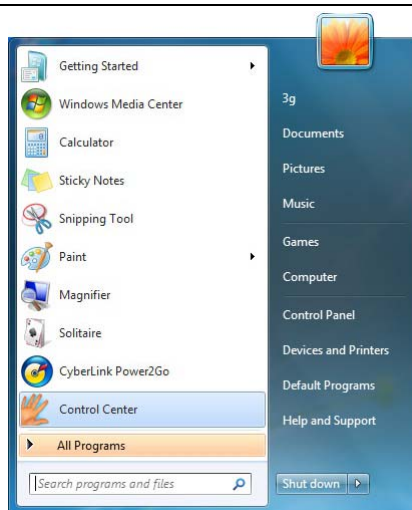 Getting Started
Windows Media Center
Calculator
Sticky Notes
Snipping Tool
Paint
Magnifier
Solitaire
CyberLink Power2Go
Control Center
All Programs
Search programs and files
3g
Documents
Pictures
Music
Games
Computer
Control Panel
Devices and Printers
Default Programs
Help and Support
Shut down